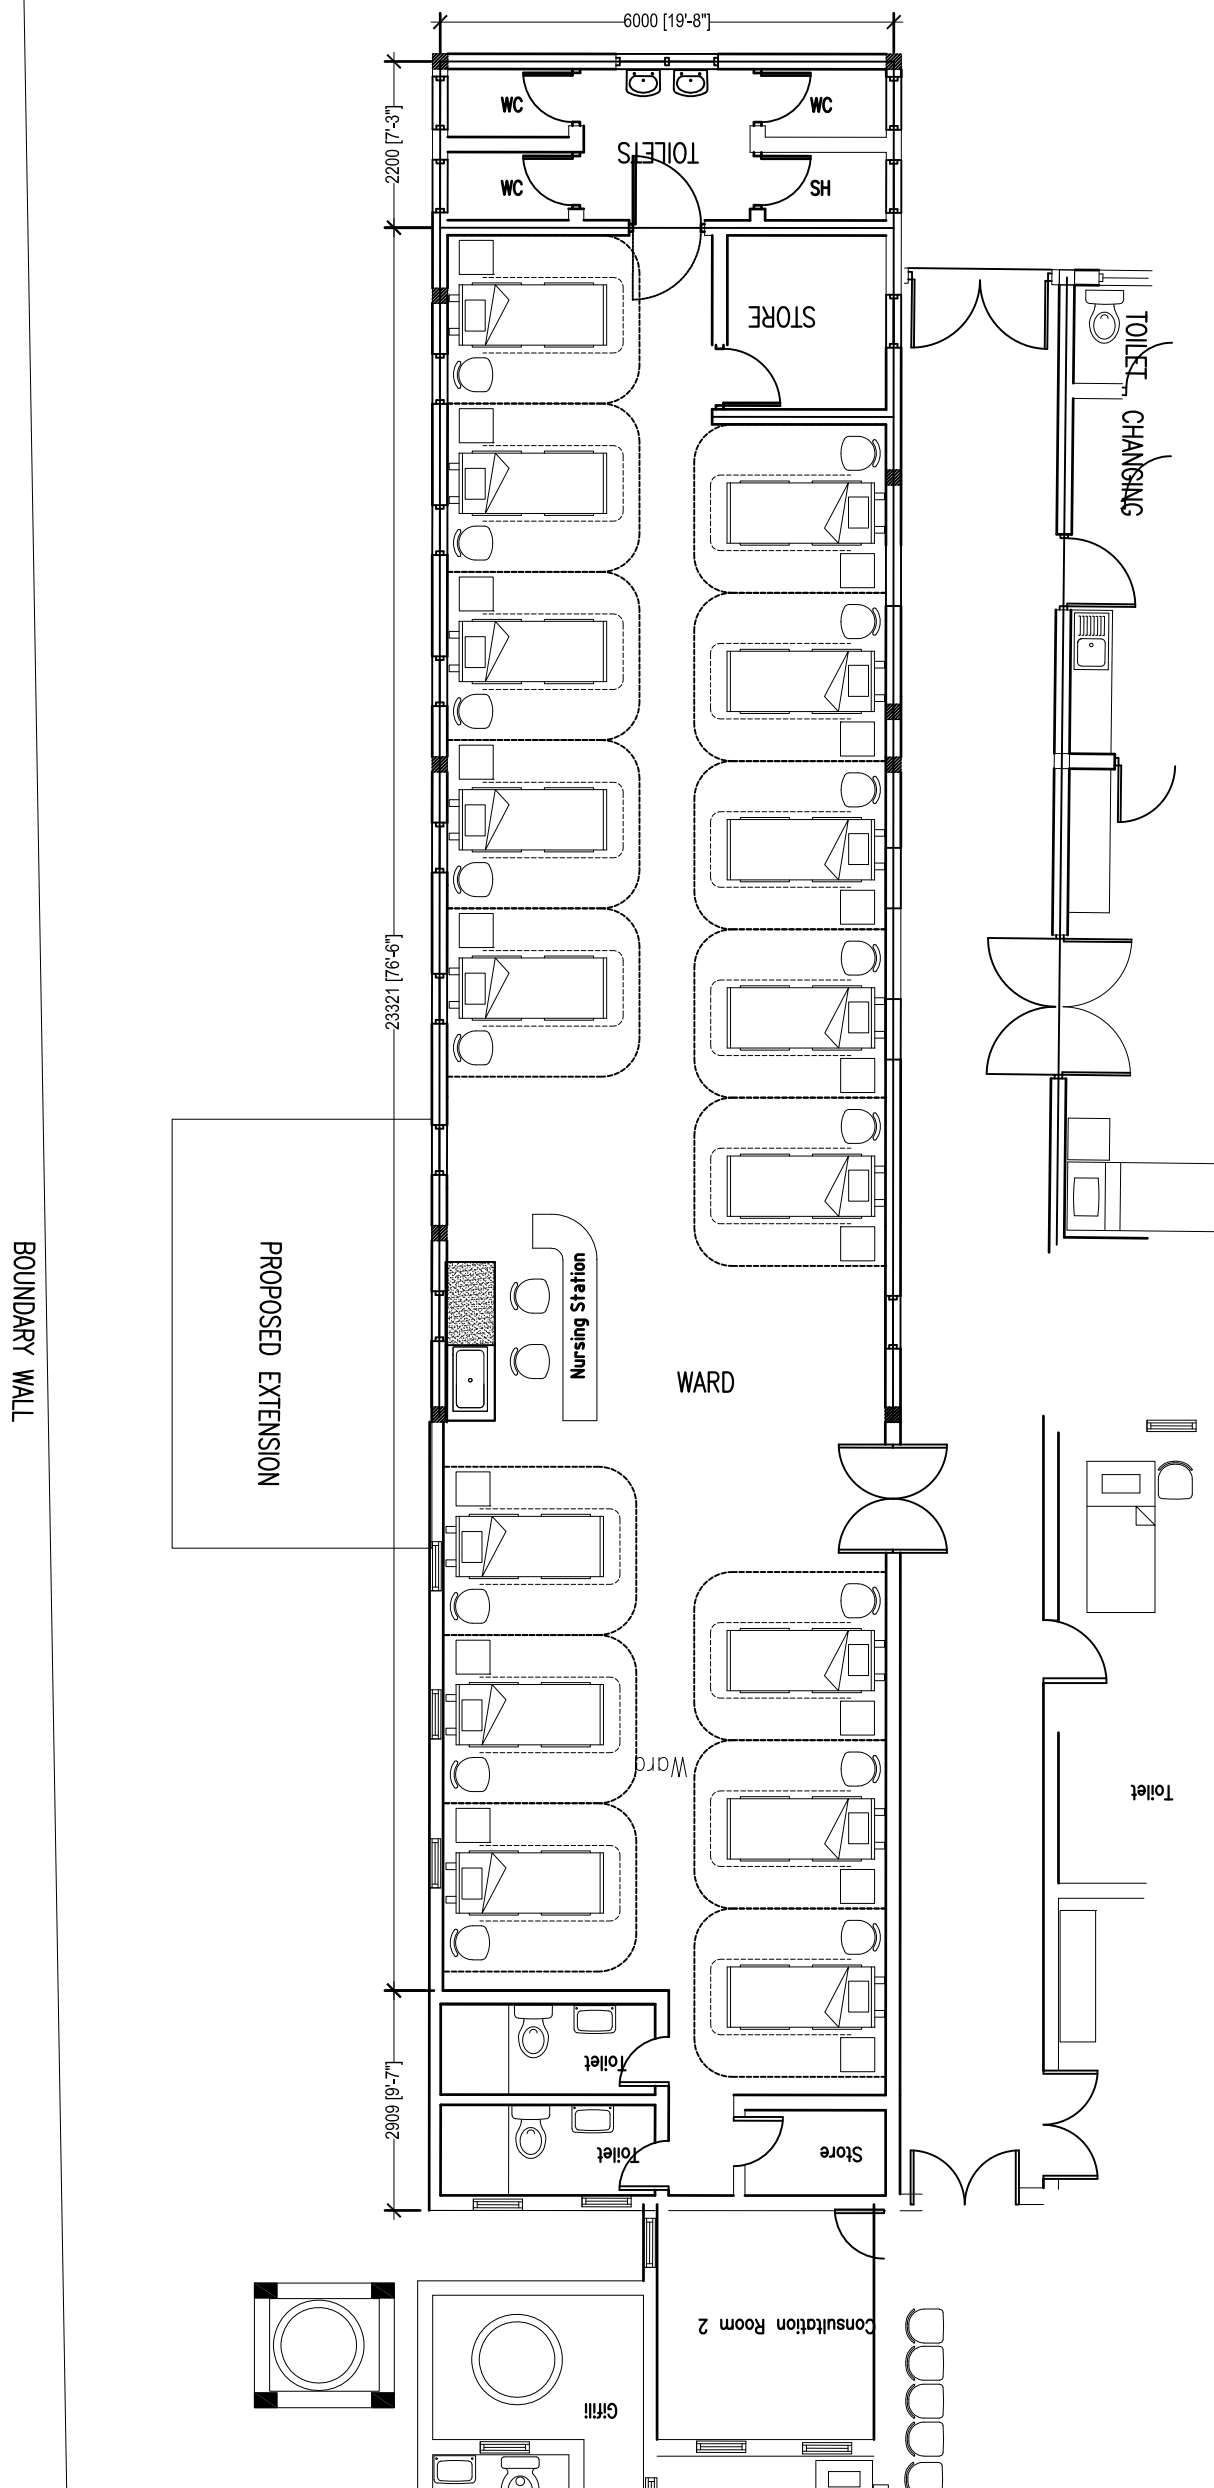 6000 [19'-8"]
WC
WC
2200 [7'-3"]
TOILETS
WC
SH
STORE
TOILET
CHANGING
23321 [76'-6"]
BOUNDARY WALL
PROPOSED EXTENSION
Nursing Station
WARD
Ward
Toilet
Toilet
2909 [9'-7"]
Toilet
Store
Consultation Room 2
Gifili